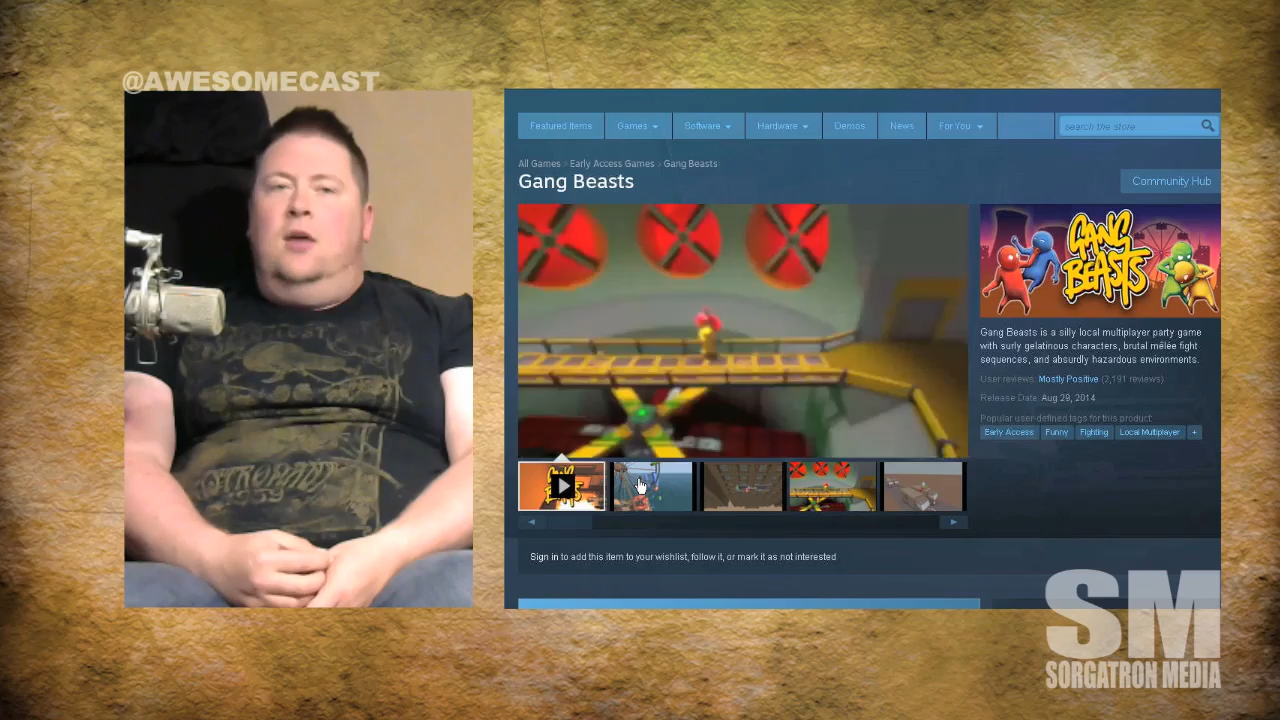 @AWESOMECAST
Featured Items Games Software Hardware Demos News For You search the store
All Games > Early Access Games > Gang Beasts
Gang Beasts
Community Hub
GANG
BEASTS
Gang Beasts is a silly local multiplayer party game
with surly gelatinous characters, brutal mêlée fight
sequences, and absurdly hazardous environments.
User reviews: Mostly Positive (2,191 reviews)
Release Date: Aug 29, 2014
Popular user-defined tags for this product:
Early Access Funny Fighting Local Multiplayer +
Sign in to add this item to your wishlist, follow it, or mark it as not interested
SM
SORGATRON MEDIA